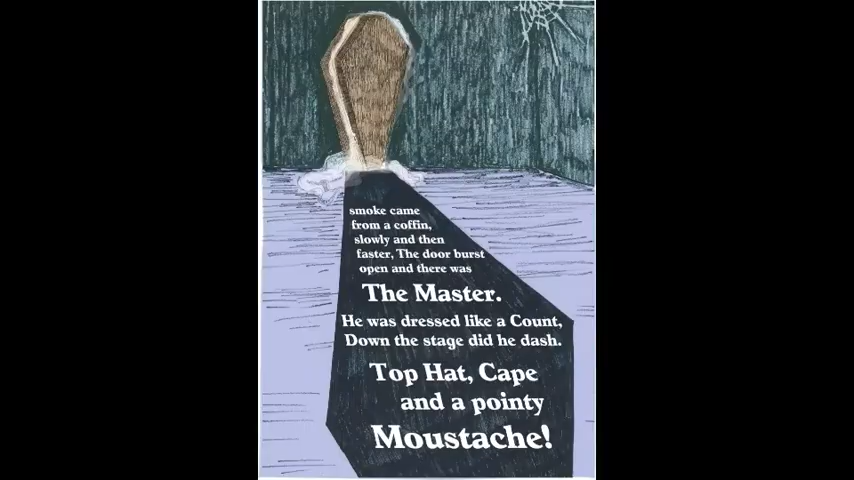 smoke came
from a coffin,
slowly and then
faster, The door burst
open and there was
The Master.
He was dressed like a Count,
Down the stage did he dash.
Top Hat, Cape
and a pointy
Moustache!